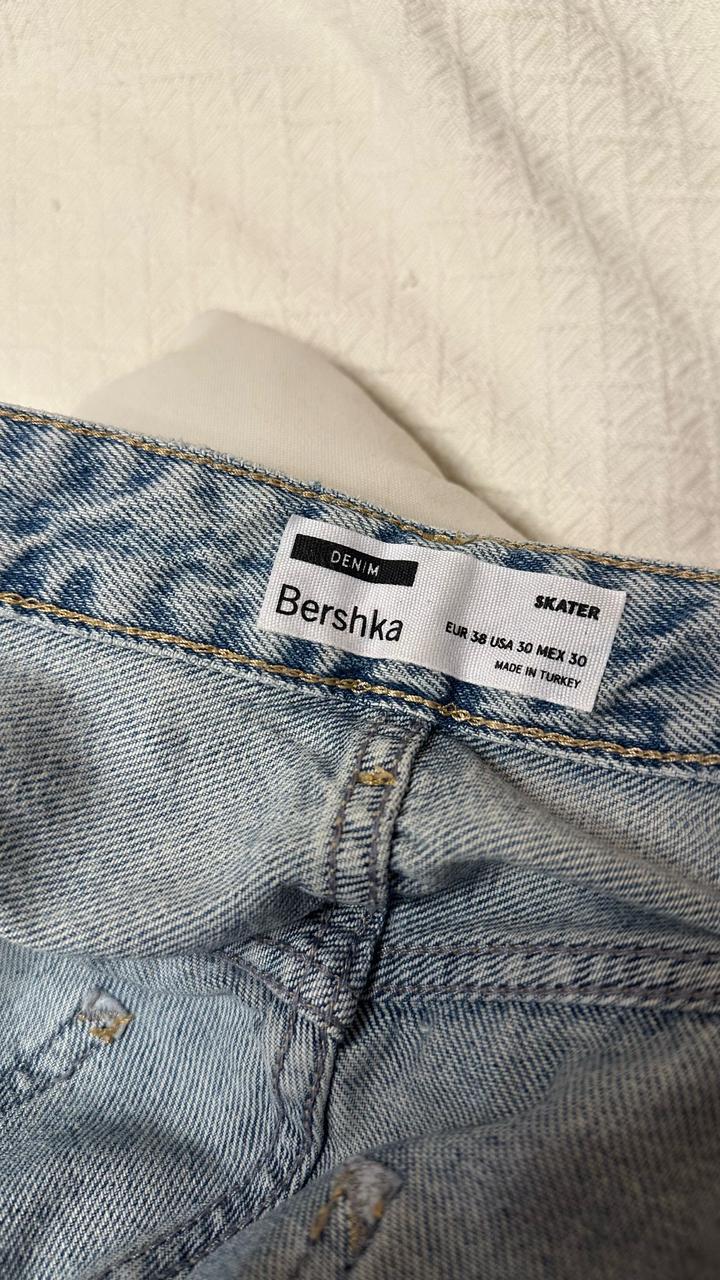 DENIM
Bershka
SKATER
EUR 38 USA 30 MEX 30
MADE IN TURKEY